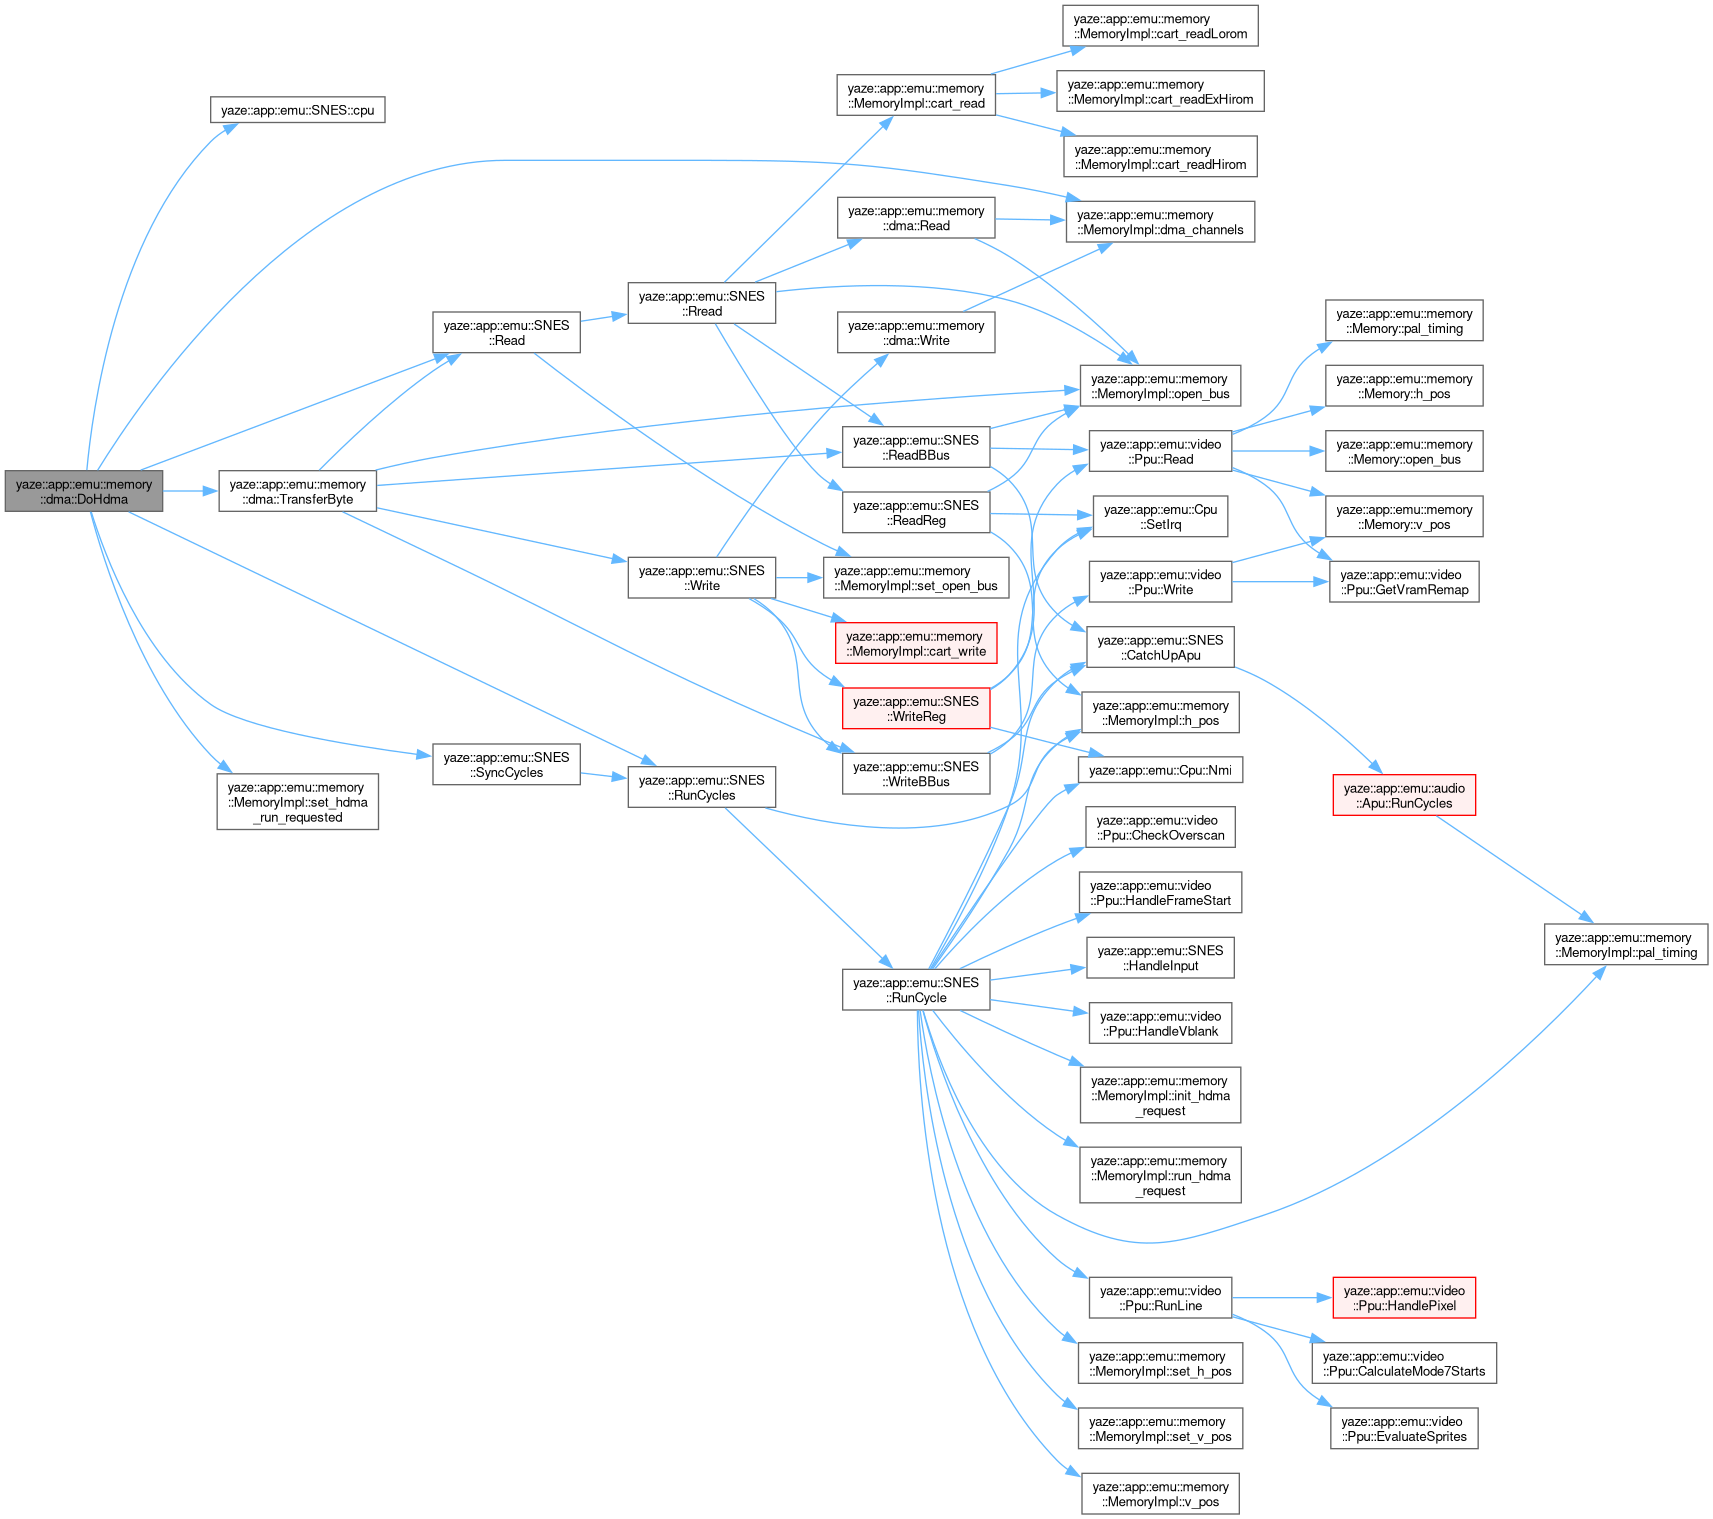 yaze::app::emu::memory
::dma::DoHdma
yaze::app::emu::SNES::cpu
yaze::app::emu::memory
::dma::TransferByte
yaze::app::emu::memory
::MemoryImpl::set_hdma
_run_requested
yaze::app::emu::SNES
::Read
yaze::app::emu::SNES
::SyncCycles
yaze::app::emu::SNES
::Rread
yaze::app::emu::SNES
::Write
yaze::app::emu::SNES
::RunCycles
yaze::app::emu::memory
::MemoryImpl::cart_read
yaze::app::emu::memory
::dma::Read
yaze::app::emu::memory
::dma::Write
yaze::app::emu::SNES
::ReadBBus
yaze::app::emu::SNES
::ReadReg
yaze::app::emu::memory
::MemoryImpl::set_open_bus
yaze::app::emu::memory
::MemoryImpl::cart_write
yaze::app::emu::SNES
::WriteReg
yaze::app::emu::SNES
::WriteBBus
yaze::app::emu::SNES
::RunCycle
yaze::app::emu::memory
::MemoryImpl::cart_readLorom
yaze::app::emu::memory
::MemoryImpl::cart_readExHirom
yaze::app::emu::memory
::MemoryImpl::cart_readHirom
yaze::app::emu::memory
::MemoryImpl::dma_channels
yaze::app::emu::memory
::MemoryImpl::open_bus
yaze::app::emu::video
::Ppu::Read
yaze::app::emu::Cpu
::SetIrq
yaze::app::emu::video
::Ppu::Write
yaze::app::emu::SNES
::CatchUpApu
yaze::app::emu::memory
::MemoryImpl::h_pos
yaze::app::emu::Cpu::Nmi
yaze::app::emu::video
::Ppu::CheckOverscan
yaze::app::emu::video
::Ppu::HandleFrameStart
yaze::app::emu::SNES
::HandleInput
yaze::app::emu::video
::Ppu::HandleVblank
yaze::app::emu::memory
::MemoryImpl::init_hdma
_request
yaze::app::emu::memory
::MemoryImpl::run_hdma
_request
yaze::app::emu::video
::Ppu::RunLine
yaze::app::emu::memory
::MemoryImpl::set_h_pos
yaze::app::emu::memory
::MemoryImpl::set_v_pos
yaze::app::emu::memory
::MemoryImpl::v_pos
yaze::app::emu::memory
::Memory::pal_timing
yaze::app::emu::memory
::Memory::h_pos
yaze::app::emu::memory
::Memory::open_bus
yaze::app::emu::memory
::Memory::v_pos
yaze::app::emu::video
::Ppu::GetVramRemap
yaze::app::emu::audio
::Apu::RunCycles
yaze::app::emu::video
::Ppu::HandlePixel
yaze::app::emu::video
::Ppu::CalculateMode7Starts
yaze::app::emu::video
::Ppu::EvaluateSprites
yaze::app::emu::memory
::MemoryImpl::pal_timing